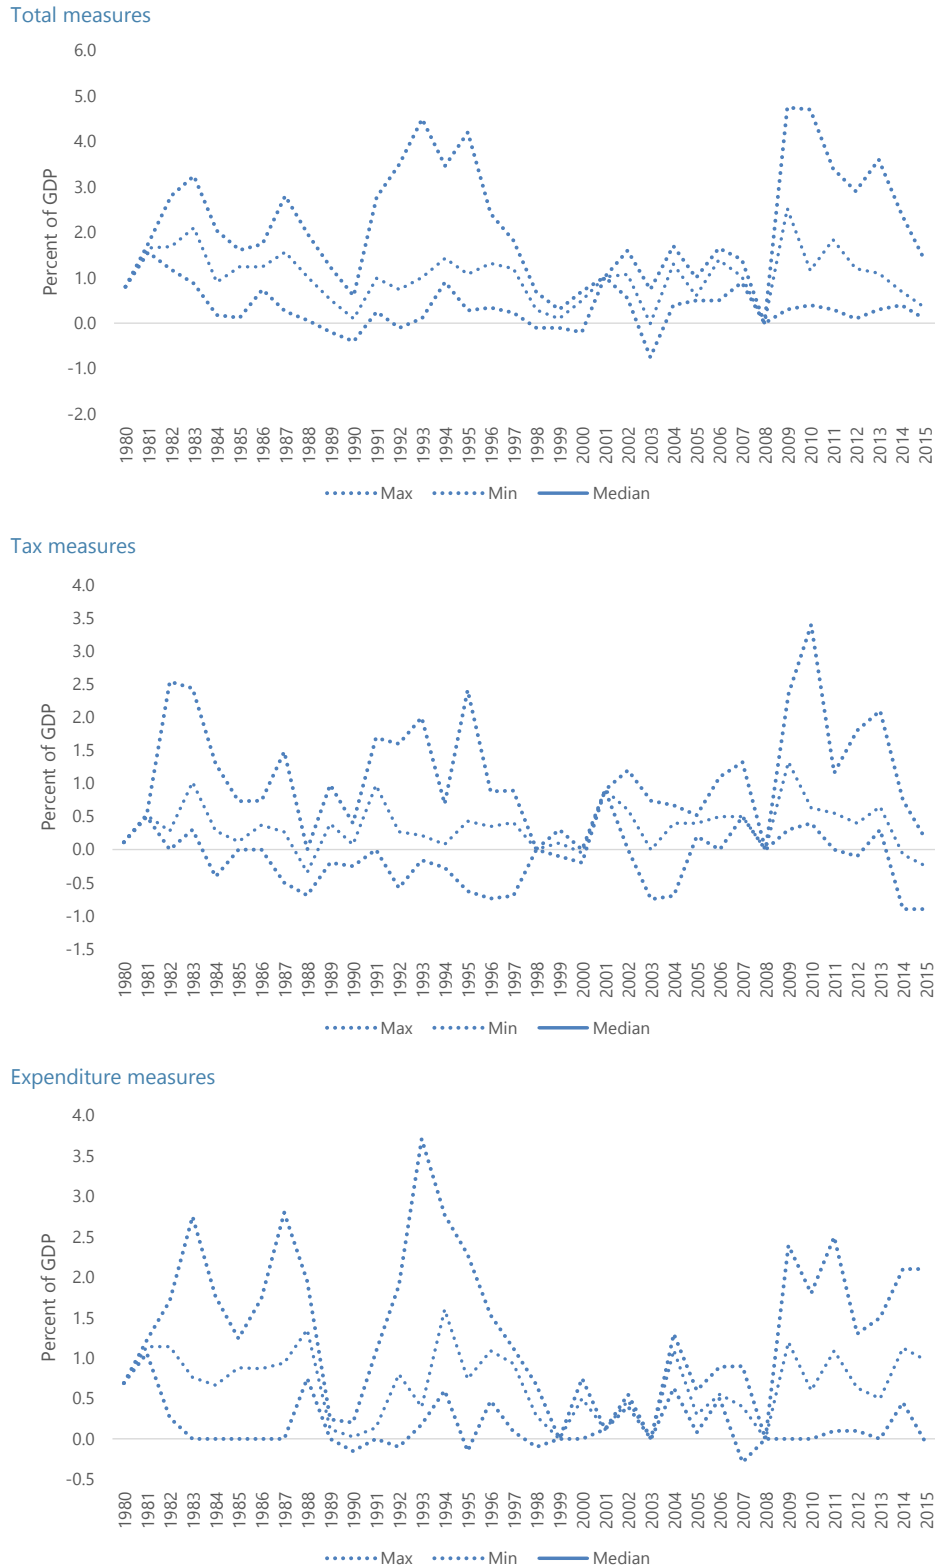 Total measures
Percent of GDP
6.0
5.0
4.0
3.0
2.0
1.0
0.0
-1.0
-2.0
1980 1981 1982 1983 1984 1985 1986 1987 1988 1989 1990 1991 1992 1993 1994 1995 1996 1997 1998 1999 2000 2001 2002 2003 2004 2005 2006 2007 2008 2009 2010 2011 2012 2013 2014 2015
Max Min Median
Tax measures
Percent of GDP
4.0
3.5
3.0
2.5
2.0
1.5
1.0
0.5
0.0
-0.5
-1.0
-1.5
1980 1981 1982 1983 1984 1985 1986 1987 1988 1989 1990 1991 1992 1993 1994 1995 1996 1997 1998 1999 2000 2001 2002 2003 2004 2005 2006 2007 2008 2009 2010 2011 2012 2013 2014 2015
Max Min Median
Expenditure measures
Percent of GDP
4.0
3.5
3.0
2.5
2.0
1.5
1.0
0.5
0.0
-0.5
1980 1981 1982 1983 1984 1985 1986 1987 1988 1989 1990 1991 1992 1993 1994 1995 1996 1997 1998 1999 2000 2001 2002 2003 2004 2005 2006 2007 2008 2009 2010 2011 2012 2013 2014 2015
Max Min Median